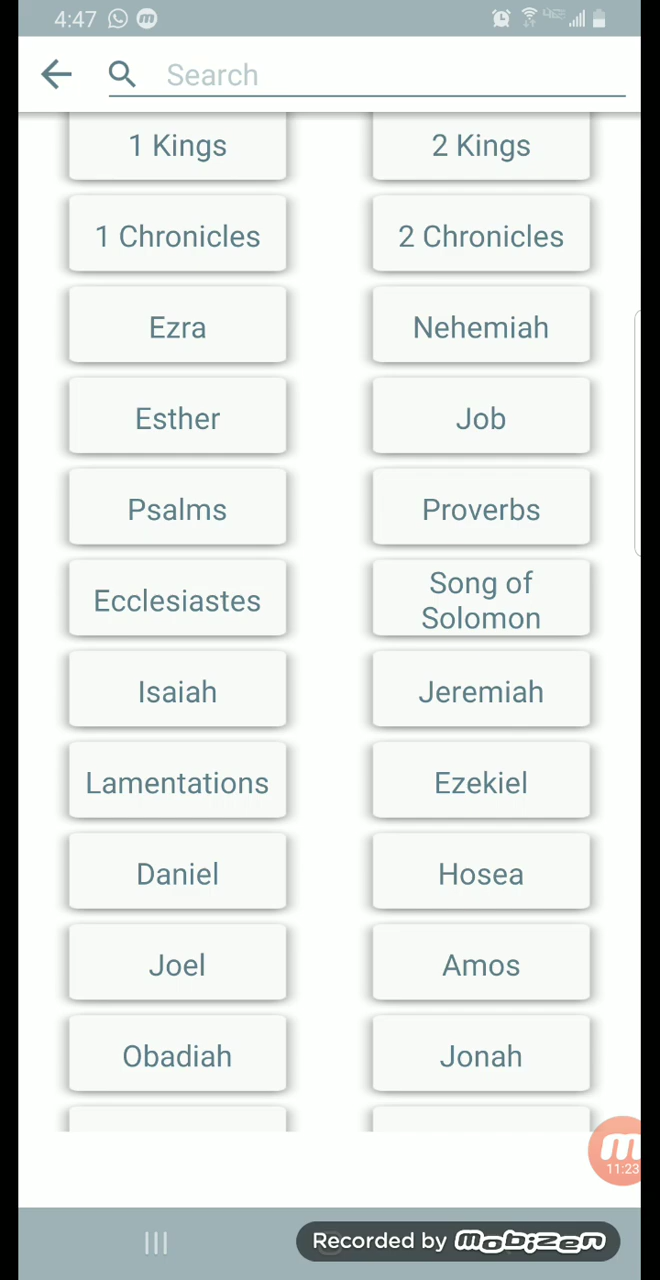 4:47
Search
1 Kings
2 Kings
1 Chronicles
2 Chronicles
Ezra
Nehemiah
Esther
Job
Psalms
Proverbs
Ecclesiastes
Song of
Solomon
Isaiah
Jeremiah
Lamentations
Ezekiel
Daniel
Hosea
Joel
Amos
Obadiah
Jonah
11:23
Recorded by mobizen